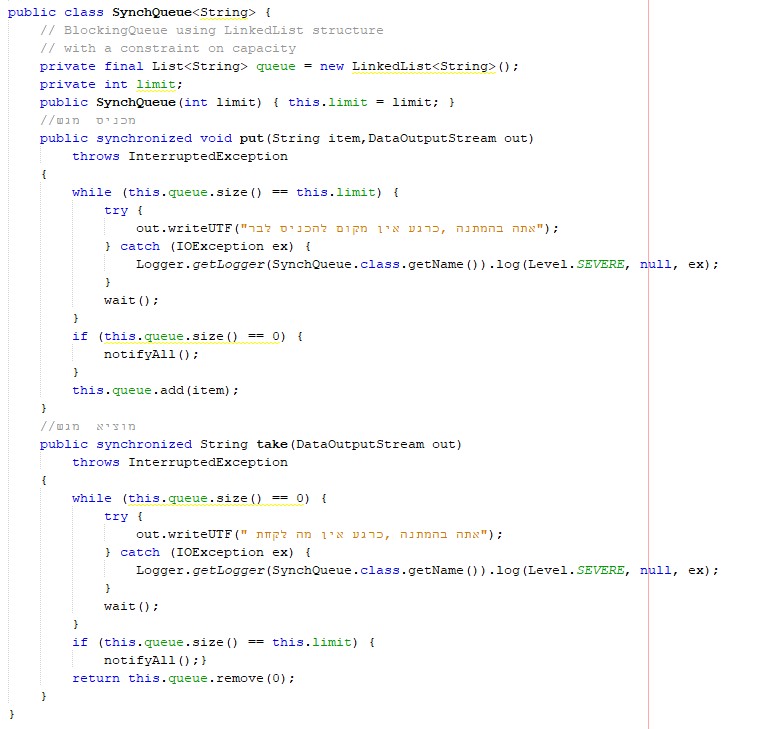 public class SynchQueue<String> {
// BlockingQueue using LinkedList structure
// with a constraint on capacity
private final List<String> queue = new LinkedList<String>();
private int limit;
public SynchQueue(int limit) { this.limit = limit; }
//מכניס מגש
public synchronized void put(String item,DataOutputStream out)
throws InterruptedException
{
while (this.queue.size() == this.limit) {
try {
out.writeUTF("אתה בהמתנה ,כרגע אין מקום להכניס לבר");
} catch (IOException ex) {
Logger.getLogger(SynchQueue.class.getName()).log(Level.SEVERE, null, ex);
}
wait();
}
if (this.queue.size() == 0) {
notifyAll();
}
this.queue.add(item);
}
//מוציא מגש
public synchronized String take(DataOutputStream out)
throws InterruptedException
{
while (this.queue.size() == 0) {
try {
out.writeUTF(" אתה בהמתנה ,כרגע אין מה לקחת");
} catch (IOException ex) {
Logger.getLogger(SynchQueue.class.getName()).log(Level.SEVERE, null, ex);
}
wait();
}
if (this.queue.size() == this.limit) {
notifyAll();}
return this.queue.remove(0);
}
}